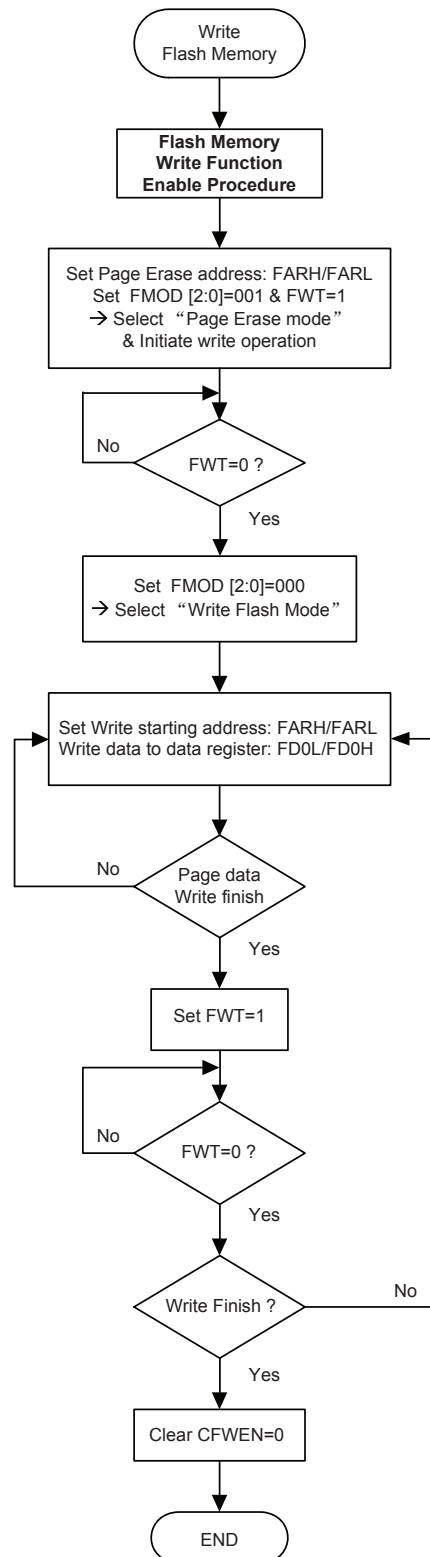 Write
Flash Memory
Flash Memory
Write Function
Enable Procedure
Set Page Erase address: FARH/FARL
Set FMOD [2:0]=001 & FWT=1
→ Select “Page Erase mode”
& Initiate write operation
No
FWT=0 ?
Yes
Set FMOD [2:0]=000
→ Select “Write Flash Mode”
Set Write starting address: FARH/FARL
Write data to data register: FD0L/FD0H
No
Page data
Write finish
Yes
Set FWT=1
No
FWT=0 ?
Yes
Write Finish ?
No
Yes
Clear CFWEN=0
END